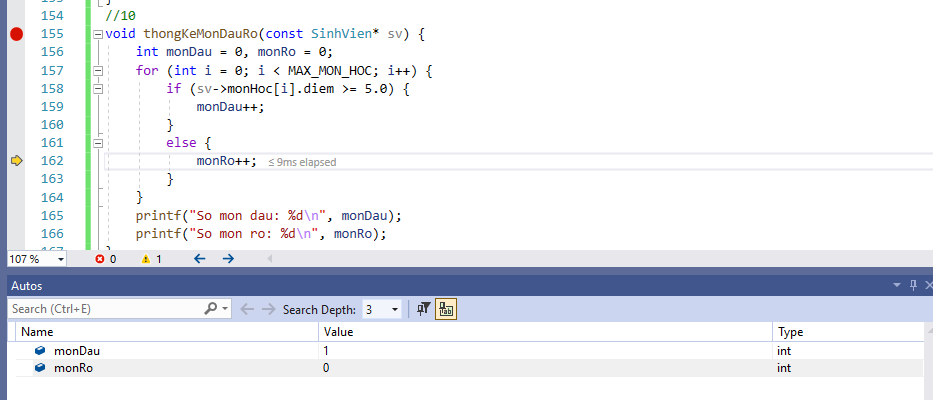 154 //10
155 void thongKeMonDauRo(const SinhVien* sv) {
156 int monDau = 0, monRo = 0;
157 for (int i = 0; i < MAX_MON_HOC; i++) {
158 if (sv->monHoc[i].diem >= 5.0) {
159 monDau++;
160 }
161 else {
162 monRo++; ≤ 9ms elapsed
163 }
164 }
165 printf("So mon dau: %d\n", monDau);
166 printf("So mon ro: %d\n", monRo);
107 % 0 1
Autos
Search (Ctrl+E) Search Depth: 3
Name Value Type
monDau 1 int
monRo 0 int